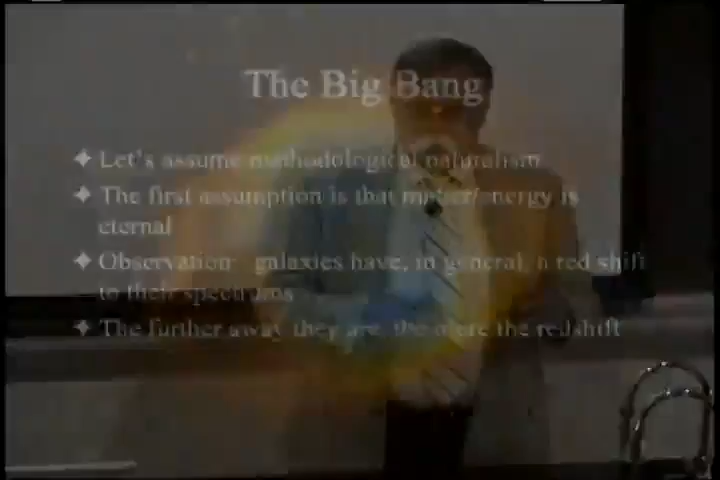 The Big Bang
Let's assume methodological naturalism
The first assumption is that matter/energy is
eternal
Observation: galaxies have, in general, a red shift
to their spectrums
The further away they are, the more the redshift